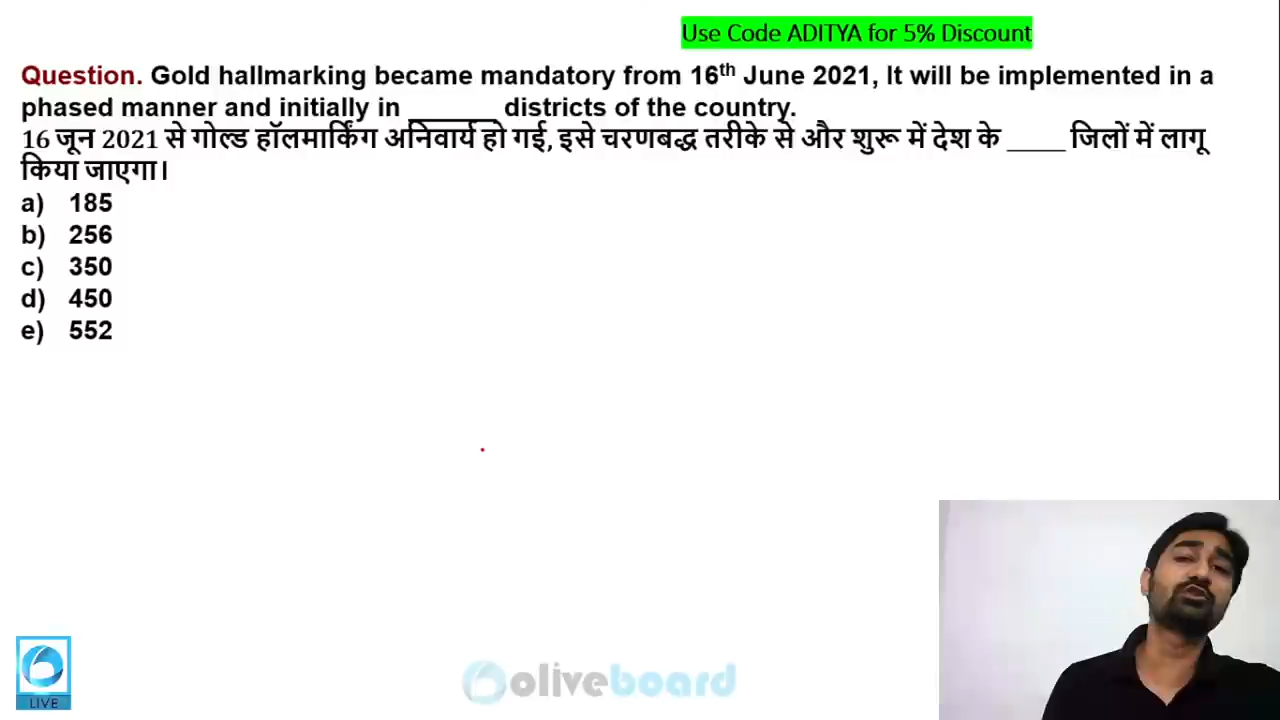 Use Code ADITYA for 5% Discount
Question. Gold hallmarking became mandatory from 16th June 2021, It will be implemented in a
phased manner and initially in ______ districts of the country.
16 जून 2021 से गोल्ड हॉलमार्किंग अनिवार्य हो गई, इसे चरणबद्ध तरीके से और शुरू में देश के ____ जिलों में लागू
किया जाएगा।
a) 185
b) 256
c) 350
d) 450
e) 552
LIVE
oliveboard